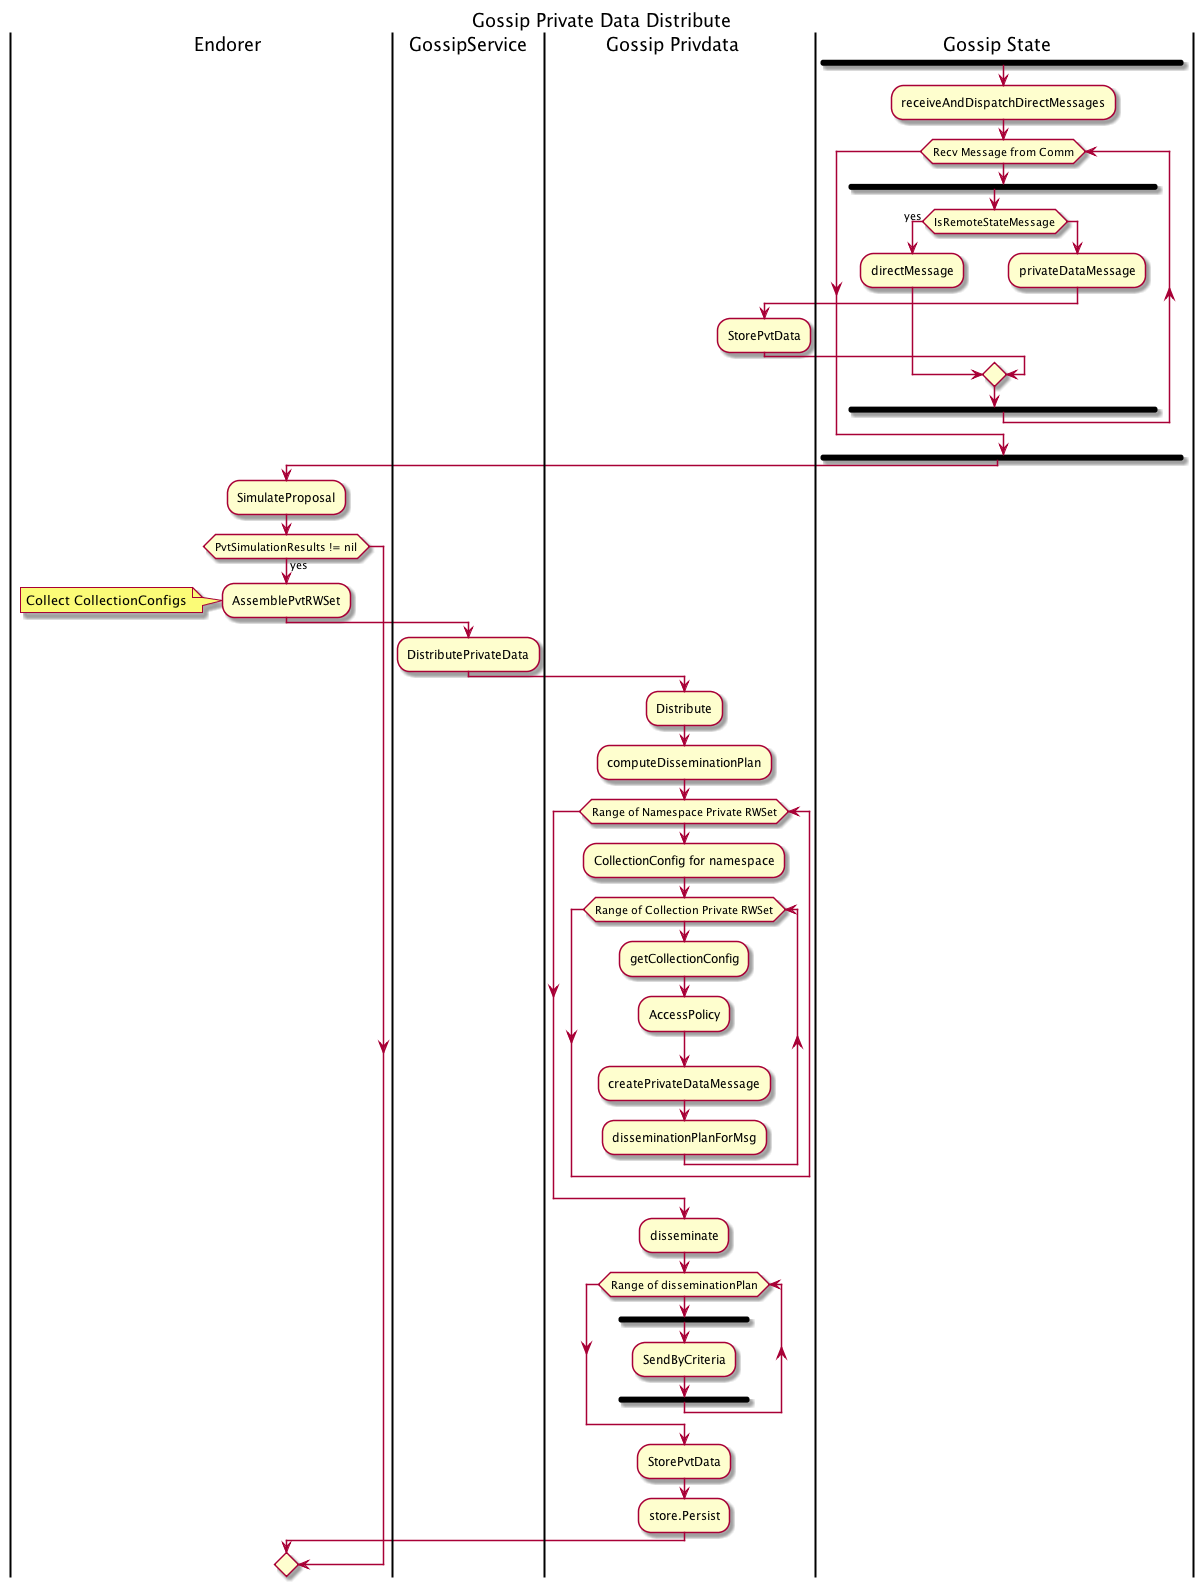 Gossip Private Data Distribute
Endorer
GossipService
Gossip Privdata
Gossip State
receiveAndDispatchDirectMessages
Recv Message from Comm
yes
IsRemoteStateMessage
directMessage
privateDataMessage
StorePvtData
SimulateProposal
PvtSimulationResults != nil
yes
Collect CollectionConfigs
AssemblePvtRWSet
DistributePrivateData
Distribute
computeDisseminationPlan
Range of Namespace Private RWSet
CollectionConfig for namespace
Range of Collection Private RWSet
getCollectionConfig
AccessPolicy
createPrivateDataMessage
disseminationPlanForMsg
disseminate
Range of disseminationPlan
SendByCriteria
StorePvtData
store.Persist